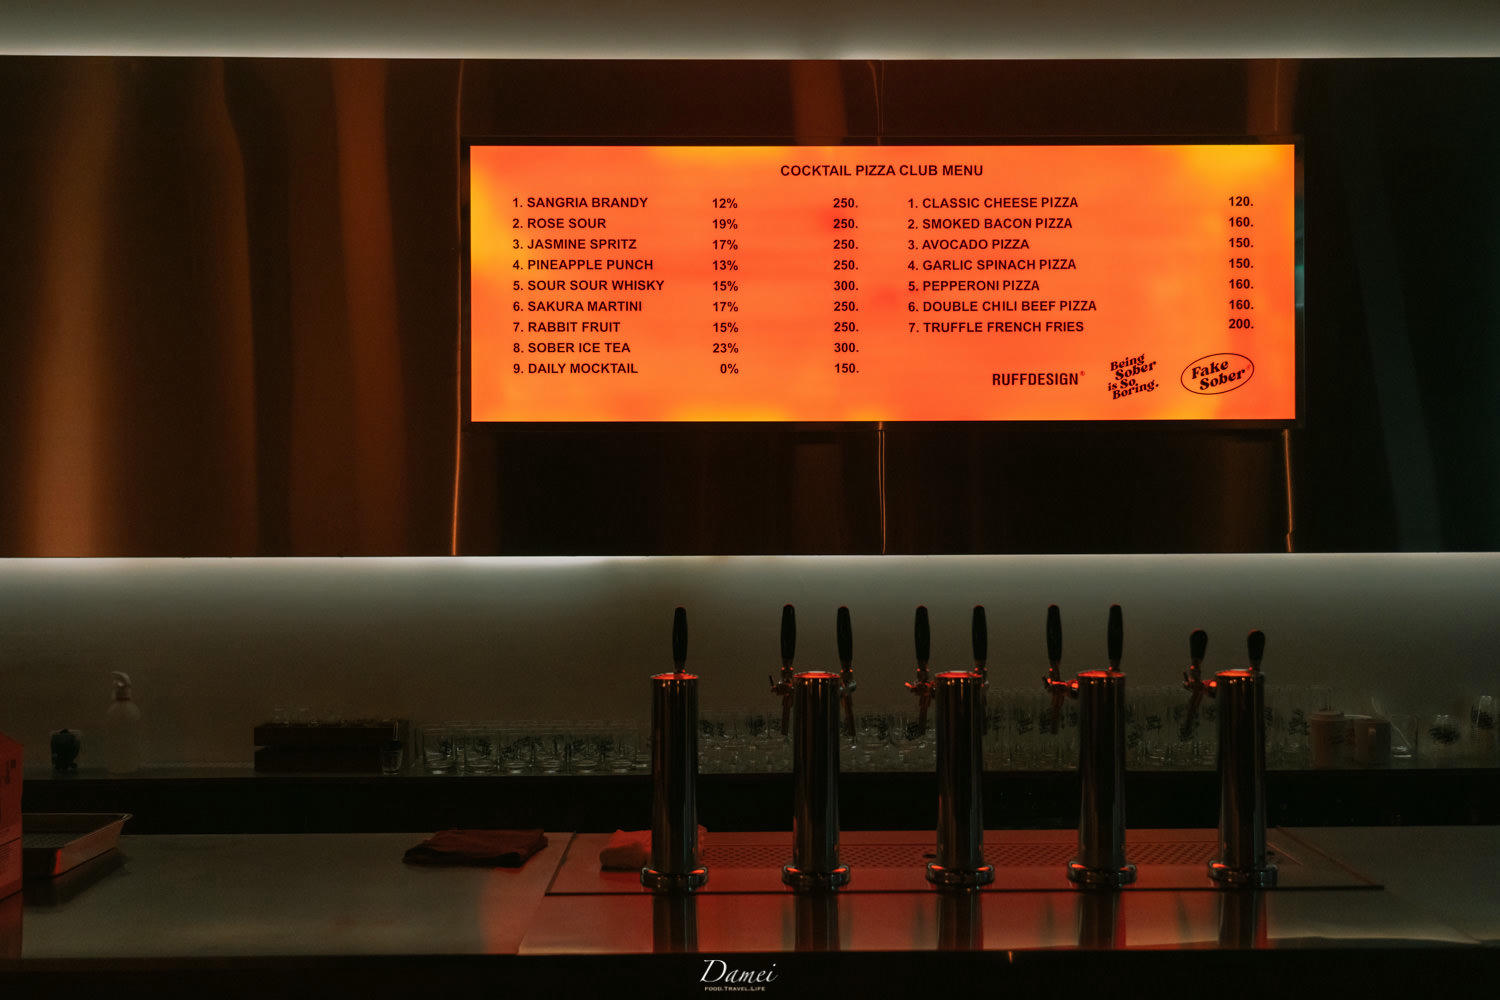 COCKTAIL PIZZA CLUB MENU
1. SANGRIA BRANDY 12% 250.
2. ROSE SOUR 19% 250.
3. JASMINE SPRITZ 17% 250.
4. PINEAPPLE PUNCH 13% 250.
5. SOUR SOUR WHISKY 15% 300.
6. SAKURA MARTINI 17% 250.
7. RABBIT FRUIT 15% 250.
8. SOBER ICE TEA 23% 300.
9. DAILY MOCKTAIL 0% 150.
1. CLASSIC CHEESE PIZZA 120.
2. SMOKED BACON PIZZA 160.
3. AVOCADO PIZZA 150.
4. GARLIC SPINACH PIZZA 150.
5. PEPPERONI PIZZA 160.
6. DOUBLE CHILI BEEF PIZZA 160.
7. TRUFFLE FRENCH FRIES 200.
RUFFDESIGN®
Being
Sober
is So
Boring.
Fake
Sober®
Damei
FOOD.TRAVEL.LIFE